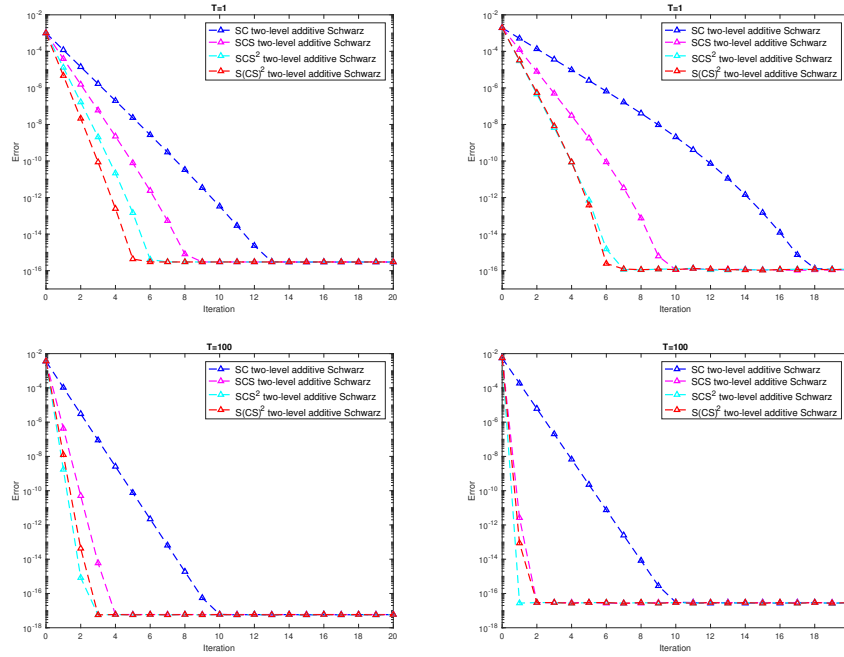 T=1
10^-2
10^-4
10^-6
10^-8
10^-10
10^-12
10^-14
10^-16
Error
0 2 4 6 8 10 12 14 16 18 20
Iteration
SC two-level additive Schwarz
SCS two-level additive Schwarz
SCS^2 two-level additive Schwarz
S(CS)^2 two-level additive Schwarz
T=1
10^-2
10^-4
10^-6
10^-8
10^-10
10^-12
10^-14
10^-16
Error
0 2 4 6 8 10 12 14 16 18
Iteration
SC two-level additive Schwarz
SCS two-level additive Schwarz
SCS^2 two-level additive Schwarz
S(CS)^2 two-level additive Schwarz
T=100
10^-2
10^-4
10^-6
10^-8
10^-10
10^-12
10^-14
10^-16
10^-18
Error
0 2 4 6 8 10 12 14 16 18 20
Iteration
SC two-level additive Schwarz
SCS two-level additive Schwarz
SCS^2 two-level additive Schwarz
S(CS)^2 two-level additive Schwarz
T=100
10^-2
10^-4
10^-6
10^-8
10^-10
10^-12
10^-14
10^-16
10^-18
Error
0 2 4 6 8 10 12 14 16 18
Iteration
SC two-level additive Schwarz
SCS two-level additive Schwarz
SCS^2 two-level additive Schwarz
S(CS)^2 two-level additive Schwarz